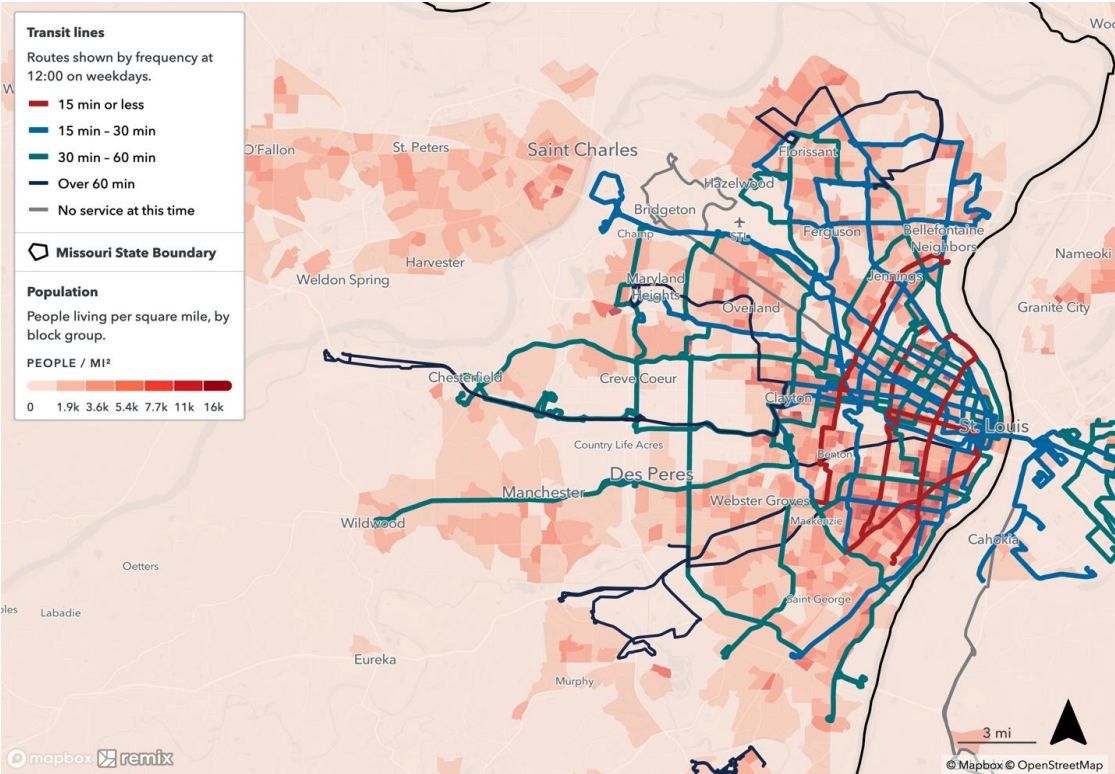 Transit lines
Routes shown by frequency at
12:00 on weekdays.
15 min or less
15 min – 30 min
30 min – 60 min
Over 60 min
No service at this time
Missouri State Boundary
Population
People living per square mile, by
block group.
PEOPLE / MI²
0 1.9k 3.6k 5.4k 7.7k 11k 16k
Woo
W
O'Fallon
St. Peters
Saint Charles
Florissant
Hazelwood
Bridgeton
Champ
STL
Ferguson
Bellefontaine
Neighbors
Nameoki
Harvester
Weldon Spring
Maryland
Heights
Jennings
Overland
Granite City
Chesterfield
Creve Coeur
Clayton
St. Louis
Country Life Acres
Benton
Des Peres
Manchester
Webster Groves
Mackenzie
Wildwood
Cahokia
Oetters
Saint George
ples
Labadie
Eureka
Murphy
3 mi
mapbox remix
© Mapbox © OpenStreetMap